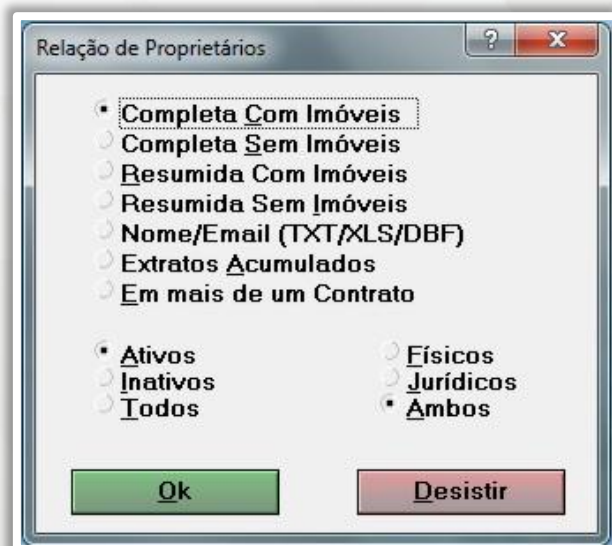 Relação de Proprietários
?
X
Completa Com Imóveis
Completa Sem Imóveis
Resumida Com Imóveis
Resumida Sem Imóveis
Nome/Email (TXT/XLS/DBF)
Extratos Acumulados
Em mais de um Contrato
Ativos Físicos
Inativos Jurídicos
Todos Ambos
Ok Desistir